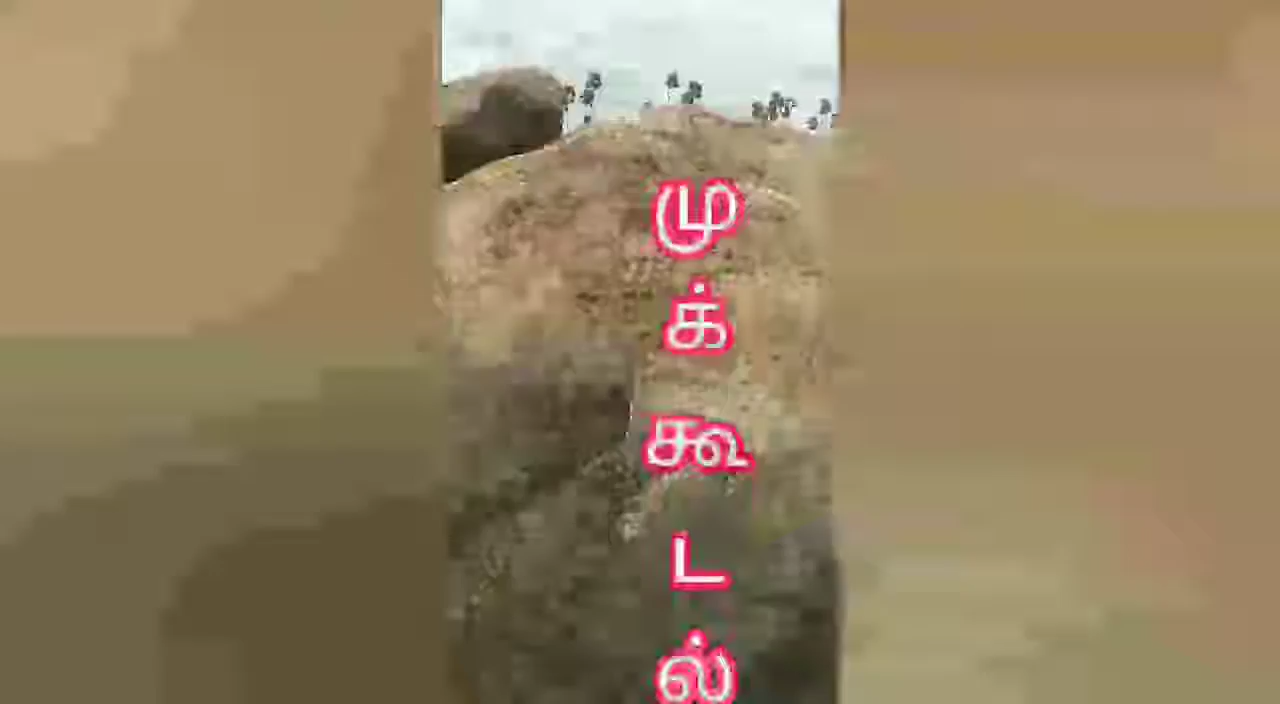 மு
க்
கூ
ட
ல்